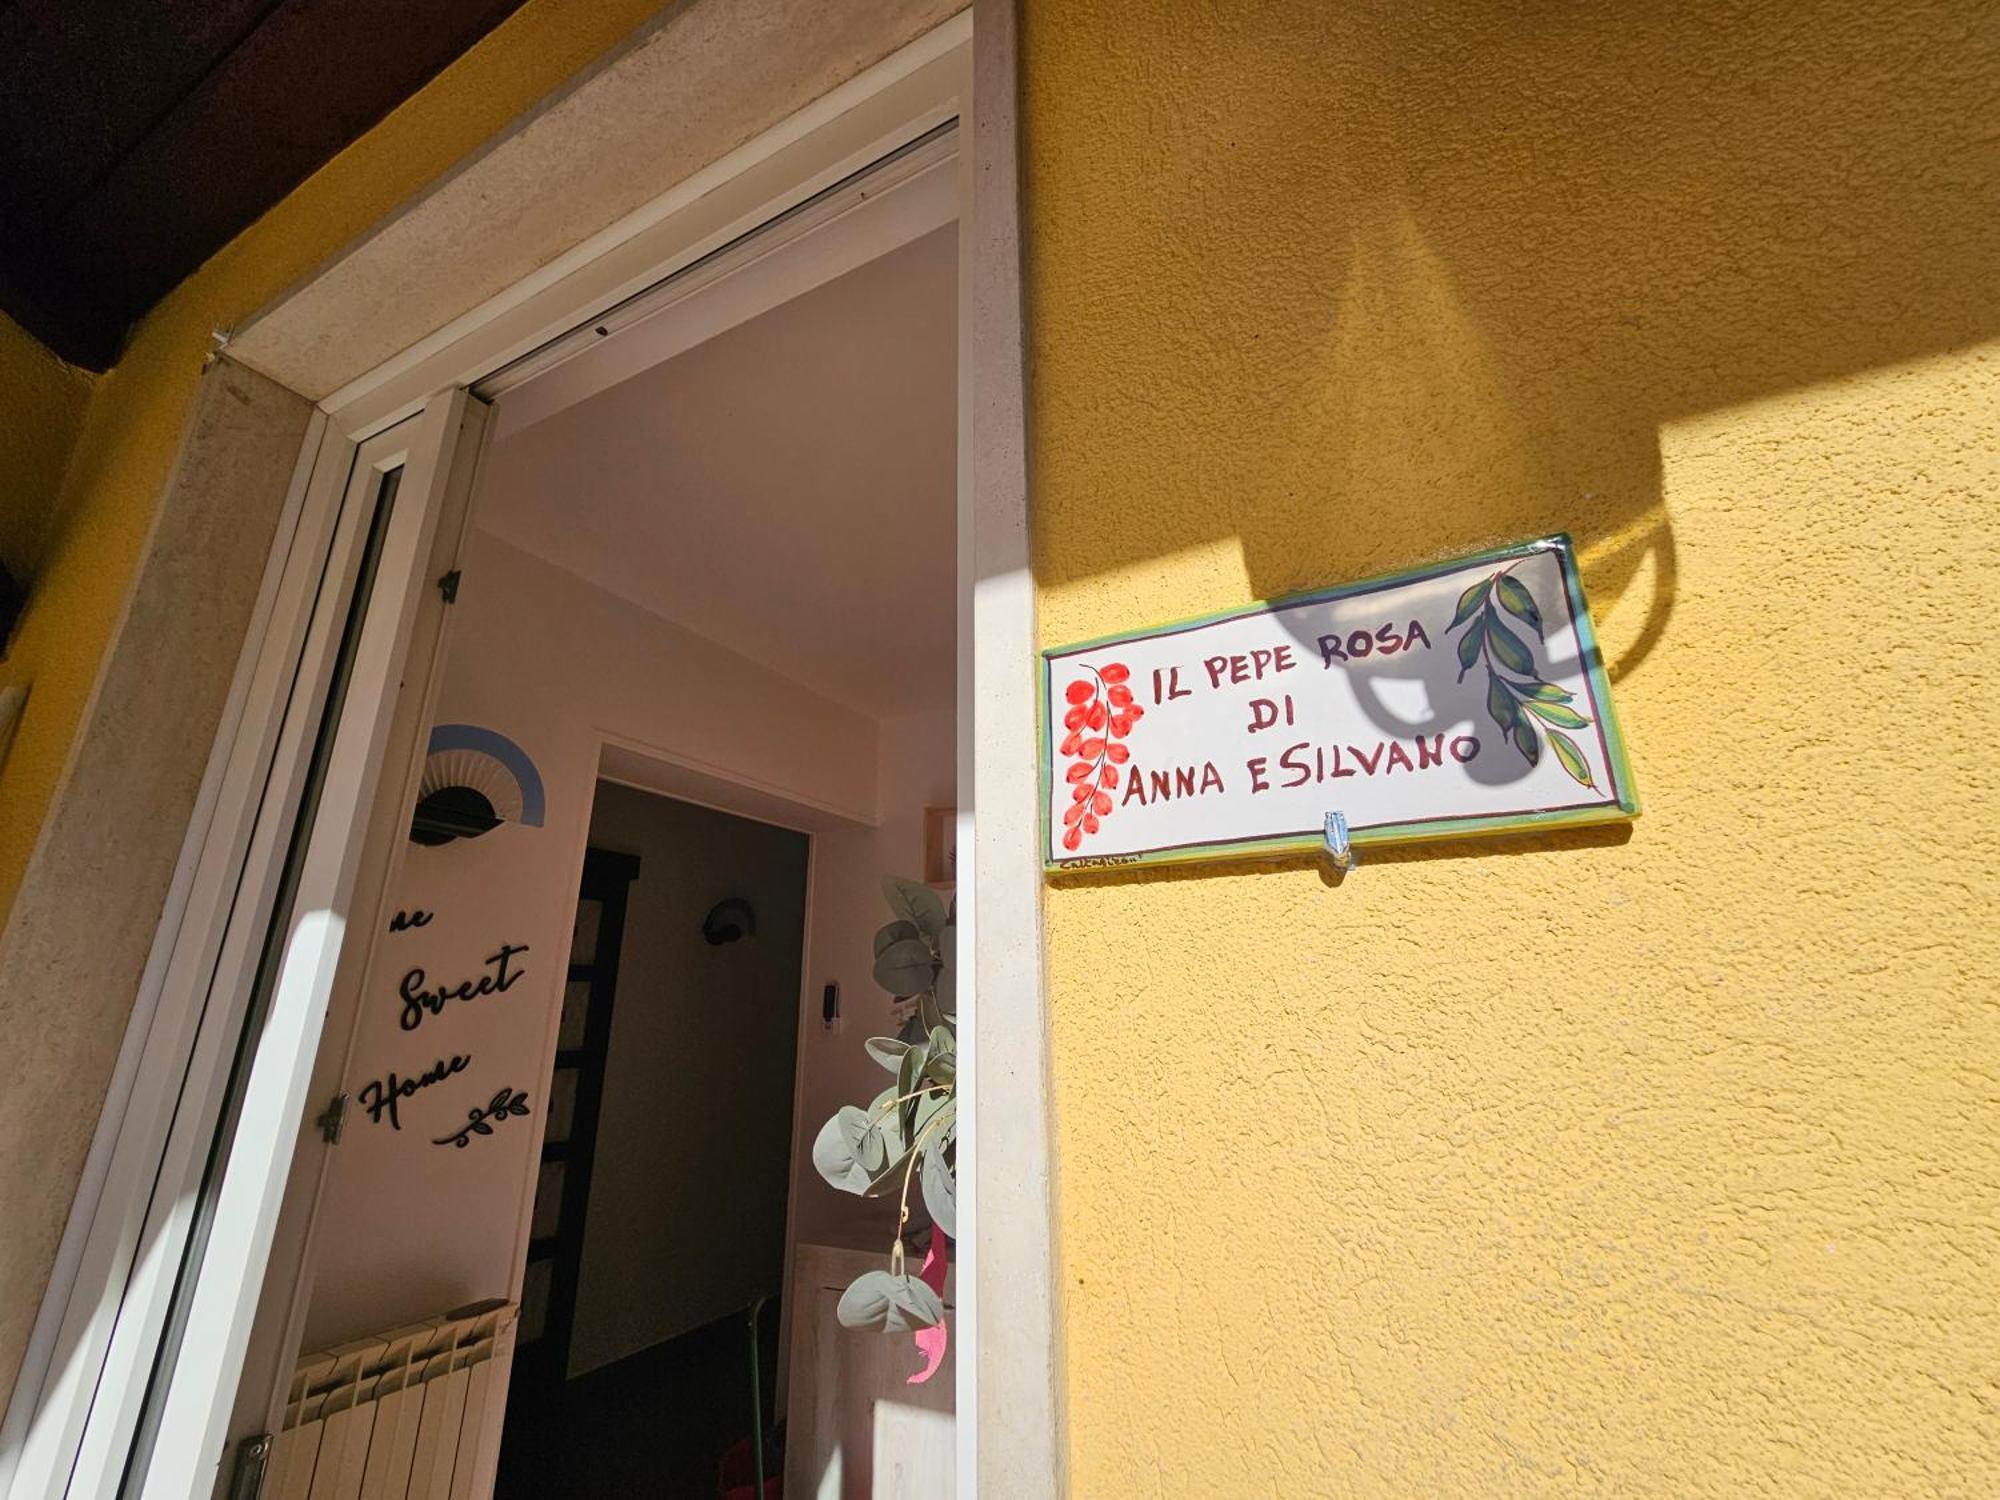 IL PEPE ROSA
DI
ANNA E SILVANO
Sweet
Home